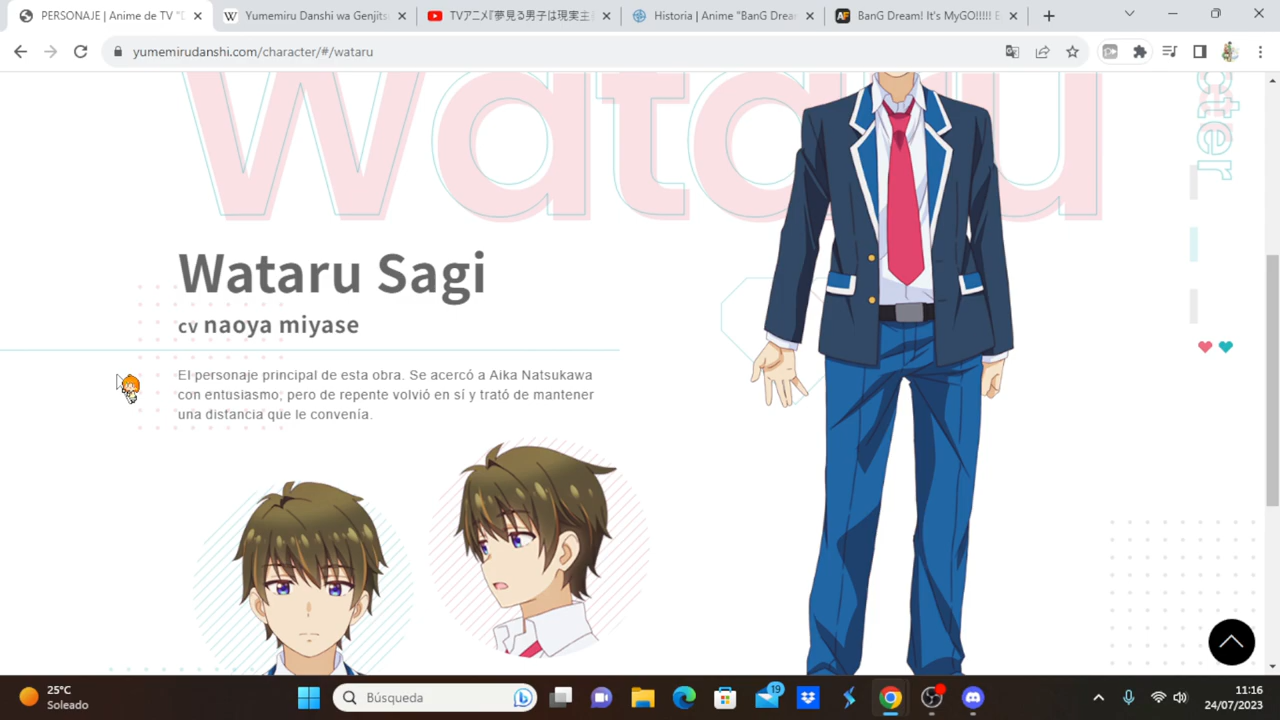 PERSONAJE | Anime de TV "D
Yumemiru Danshi wa Genjits
TVアニメ『夢見る男子は現実主
Historia | Anime "BanG Dream
BanG Dream! It's MyGO!!!!! E
yumemirudanshi.com/character/#/wataru
Wataru
cter
Wataru Sagi
cv naoya miyase
El personaje principal de esta obra. Se acercó a Aika Natsukawa
con entusiasmo, pero de repente volvió en sí y trató de mantener
una distancia que le convenía.
25°C
Soleado
Búsqueda
19
11:16
24/07/2023